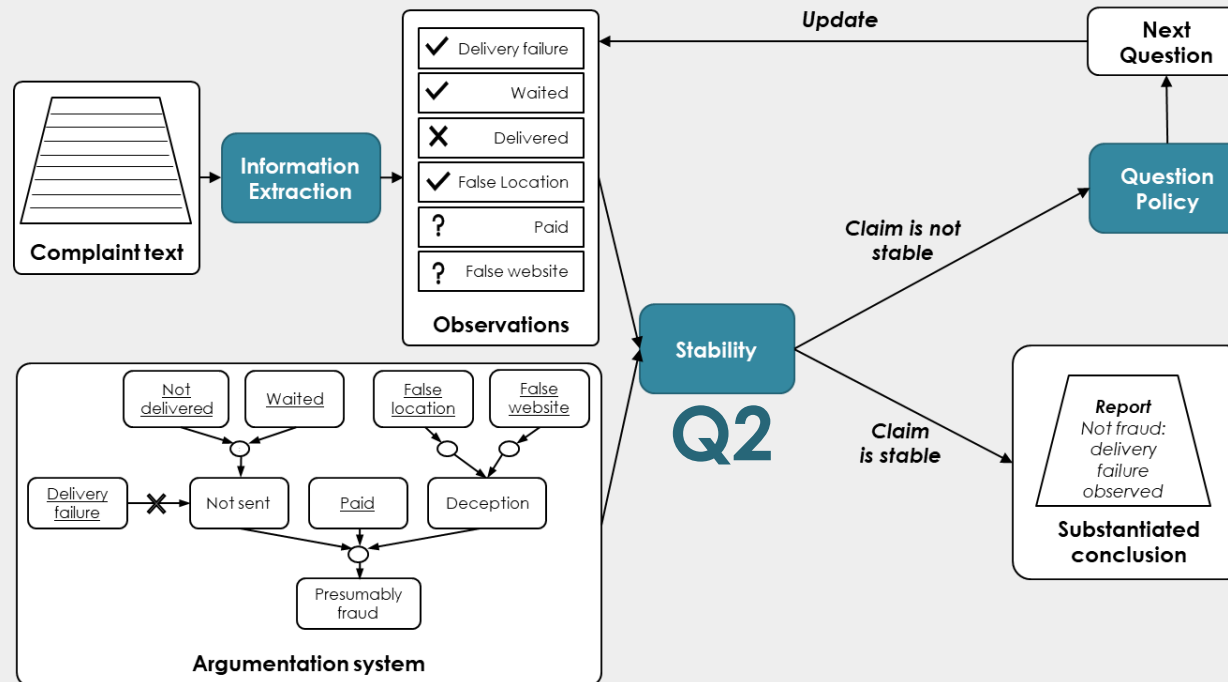 Complaint text
Information
Extraction
✓ Delivery failure
✓ Waited
✗ Delivered
✓ False Location
? Paid
? False website
Observations
Update
Next
Question
Question
Policy
Claim is not
stable
Stability
Q2
Claim
is stable
Report
Not fraud:
delivery
failure
observed
Substantiated
conclusion
Not
delivered
Waited
False
location
False
website
Delivery
failure
Not sent
Paid
Deception
Presumably
fraud
Argumentation system